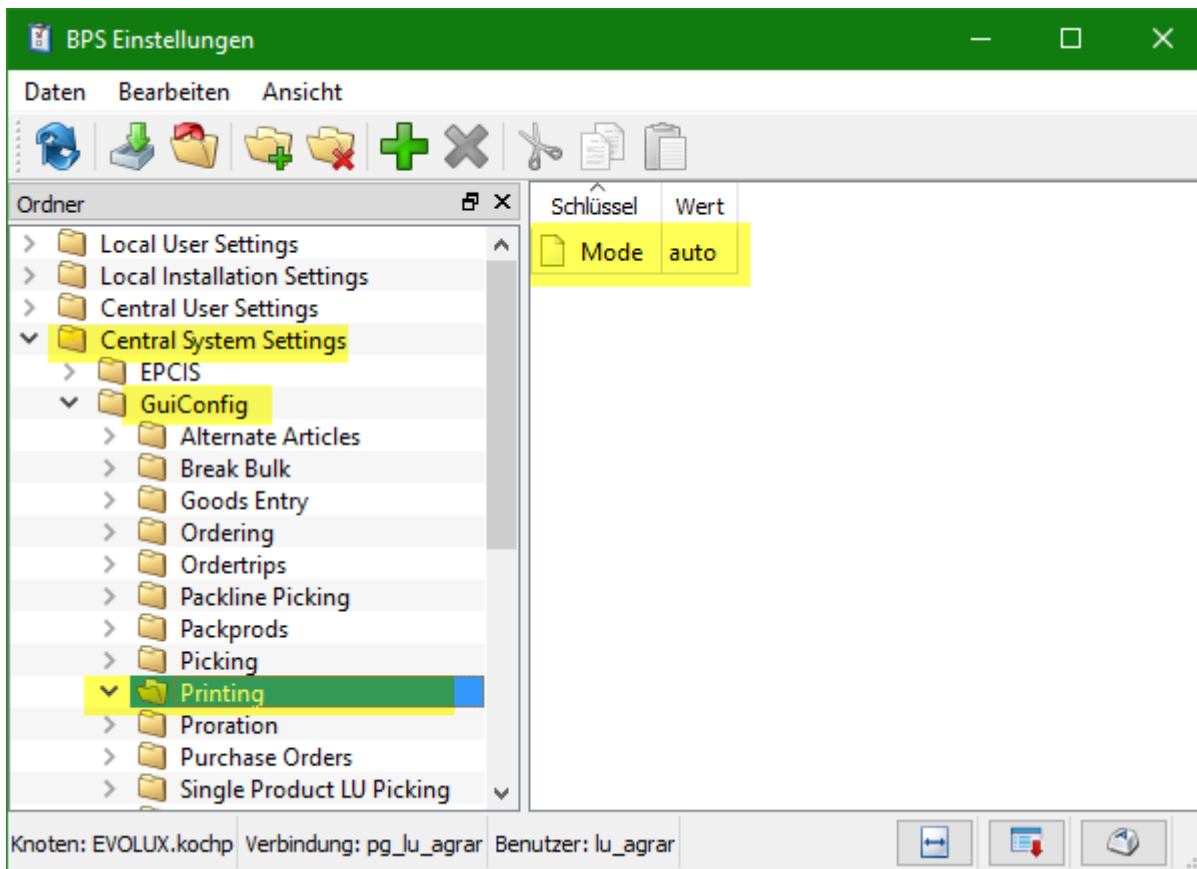 BPS Einstellungen
Daten Bearbeiten Ansicht
Ordner
Schlüssel Wert
Mode auto
Local User Settings
Local Installation Settings
Central User Settings
Central System Settings
EPCIS
GuiConfig
Alternate Articles
Break Bulk
Goods Entry
Ordering
Ordertrips
Packline Picking
Packprods
Picking
Printing
Proration
Purchase Orders
Single Product LU Picking
Knoten: EVOLUX.kochp Verbindung: pg_lu_agrar Benutzer: lu_agrar